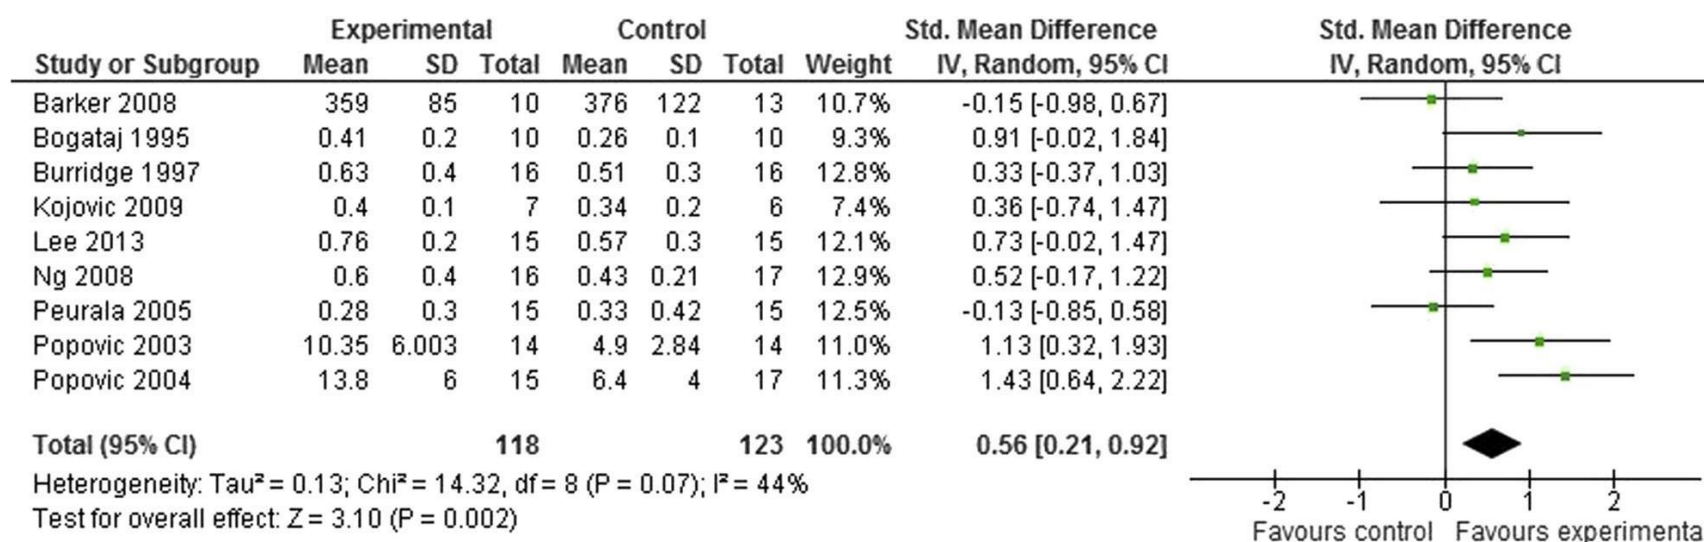 Experimental Control Std. Mean Difference Std. Mean Difference
Study or Subgroup Mean SD Total Mean SD Total Weight IV, Random, 95% CI IV, Random, 95% CI
Barker 2008 359 85 10 376 122 13 10.7% -0.15 [-0.98, 0.67]
Bogataj 1995 0.41 0.2 10 0.26 0.1 10 9.3% 0.91 [-0.02, 1.84]
Burridge 1997 0.63 0.4 16 0.51 0.3 16 12.8% 0.33 [-0.37, 1.03]
Kojovic 2009 0.4 0.1 7 0.34 0.2 6 7.4% 0.36 [-0.74, 1.47]
Lee 2013 0.76 0.2 15 0.57 0.3 15 12.1% 0.73 [-0.02, 1.47]
Ng 2008 0.6 0.4 16 0.43 0.21 17 12.9% 0.52 [-0.17, 1.22]
Peurala 2005 0.28 0.3 15 0.33 0.42 15 12.5% -0.13 [-0.85, 0.58]
Popovic 2003 10.35 6.003 14 4.9 2.84 14 11.0% 1.13 [0.32, 1.93]
Popovic 2004 13.8 6 15 6.4 4 17 11.3% 1.43 [0.64, 2.22]
Total (95% CI) 118 123 100.0% 0.56 [0.21, 0.92]
Heterogeneity: Tau² = 0.13; Chi² = 14.32, df = 8 (P = 0.07); I² = 44%
Test for overall effect: Z = 3.10 (P = 0.002)
-2 -1 0 1 2
Favours control Favours experimenta